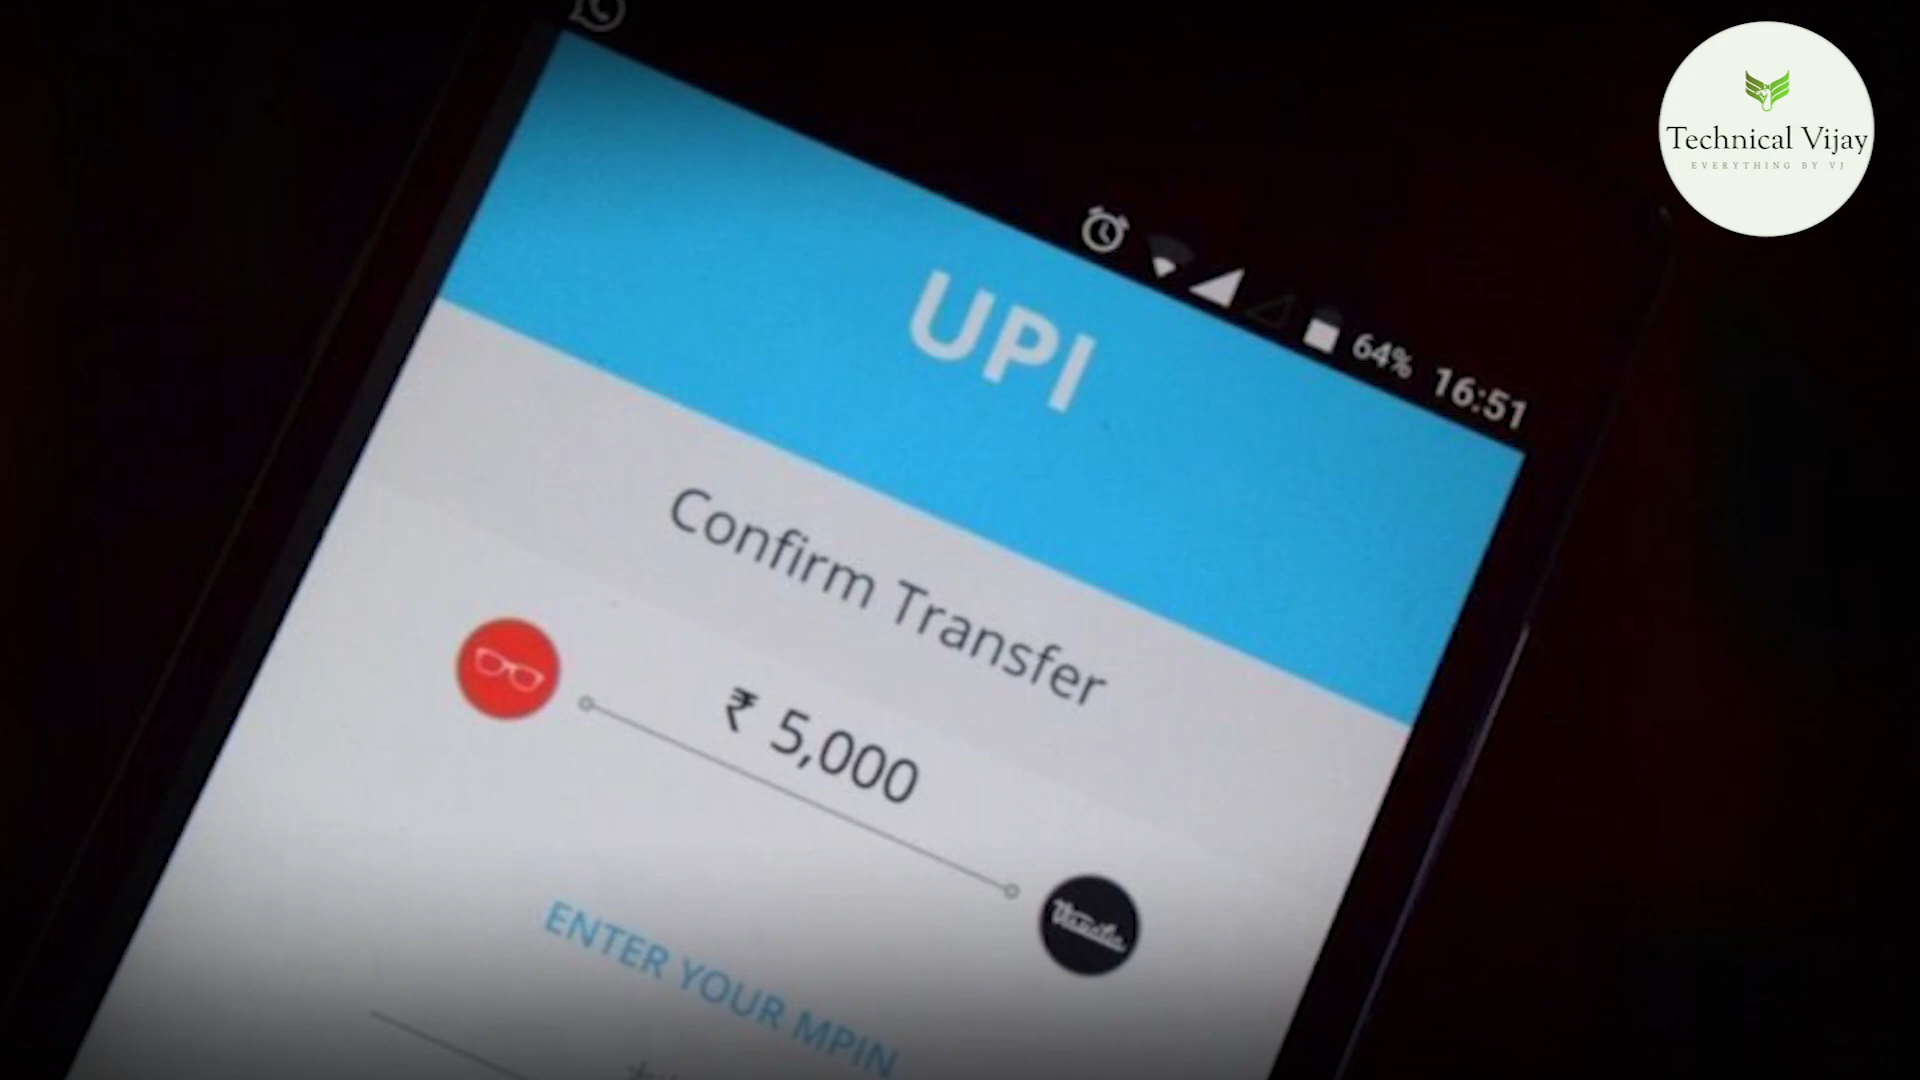 Technical Vijay
EVERYTHING BY VJ
64% 16:51
UPI
Confirm Transfer
₹ 5,000
ENTER YOUR MPIN